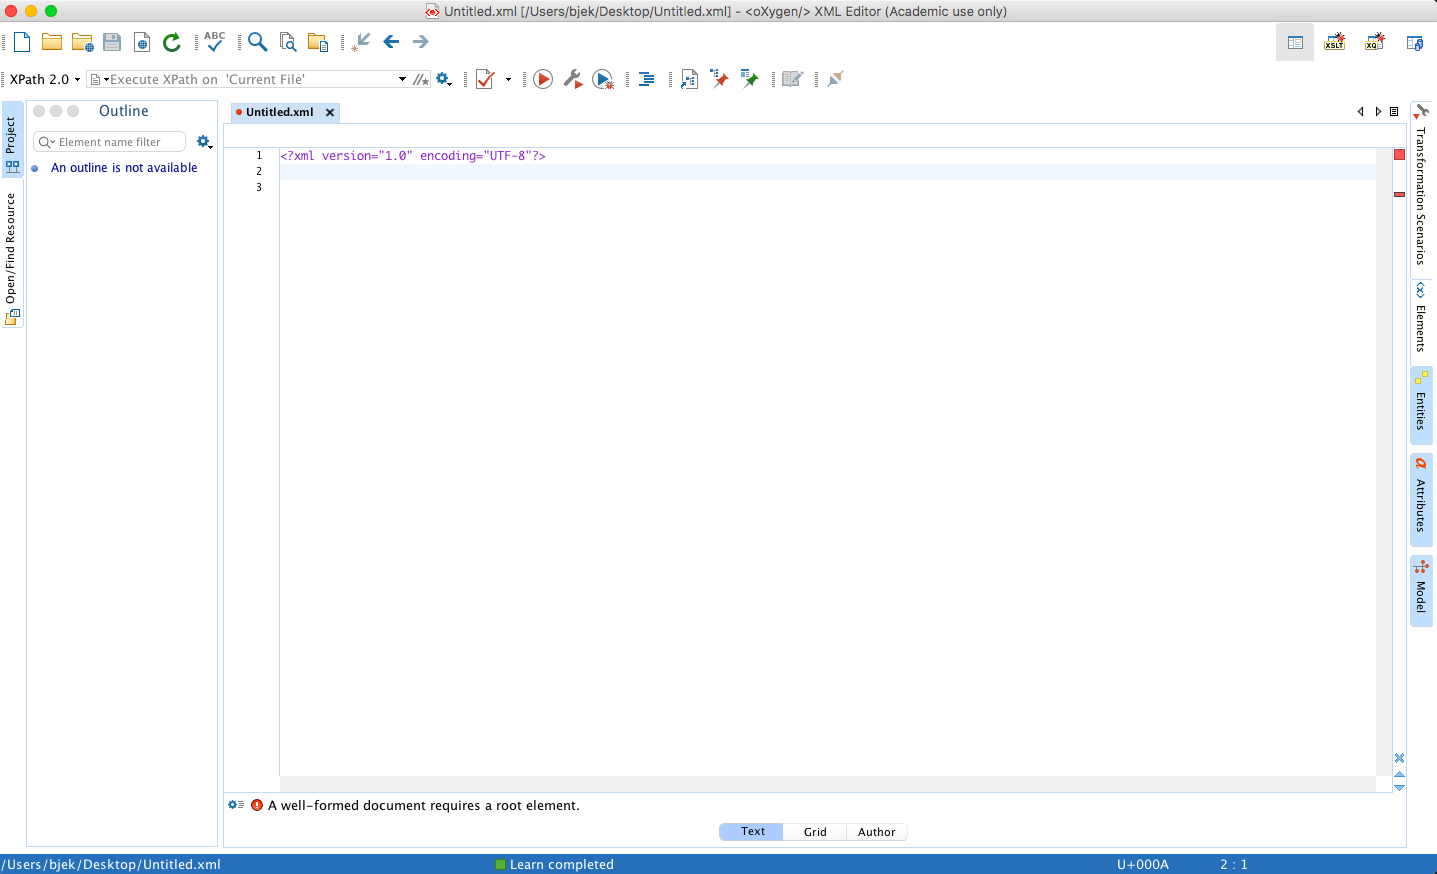 Untitled.xml [/Users/bjek/Desktop/Untitled.xml] - <oXygen/> XML Editor (Academic use only)
ABC
XSLT
XQ
XPath 2.0
Execute XPath on 'Current File'
Project
Open/Find Resource
Outline
Element name filter
An outline is not available
Untitled.xml
1 <?xml version="1.0" encoding="UTF-8"?>
2
3
Transformation Scenarios
Elements
Entities
a Attributes
Model
A well-formed document requires a root element.
Text Grid Author
/Users/bjek/Desktop/Untitled.xml Learn completed U+000A 2 : 1